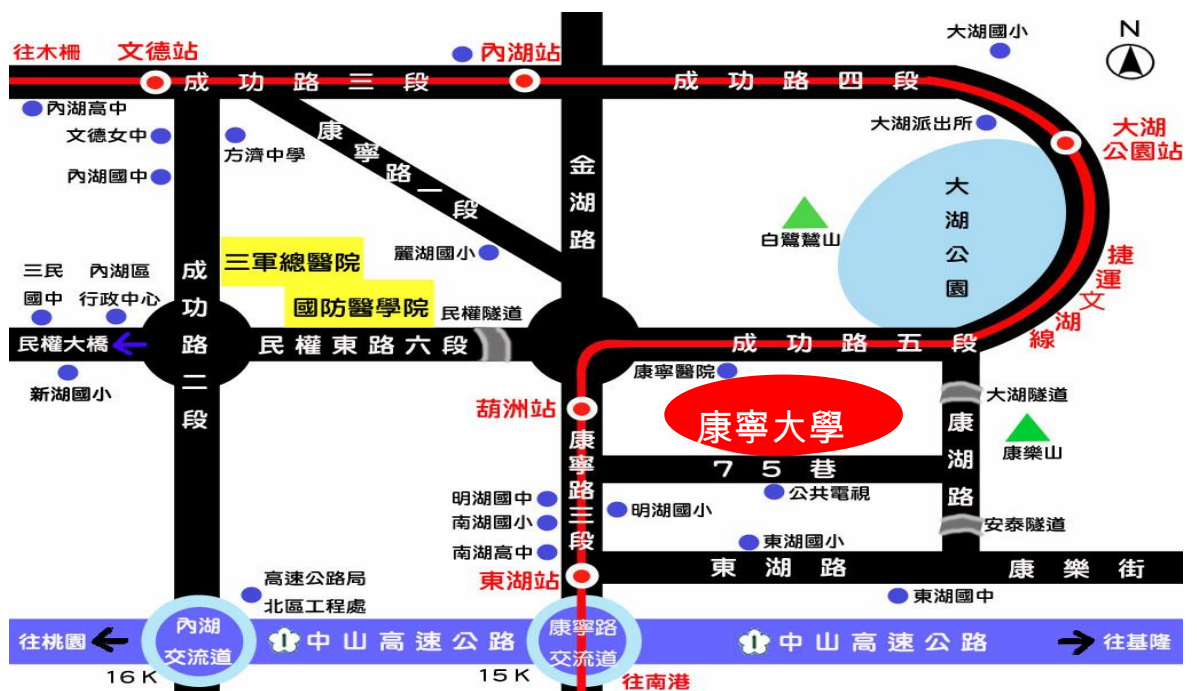 往木柵
文德站
內湖站
大湖國小
N
成功路三段
成功路四段
內湖高中
文德女中
方濟中學
內湖國中
康寧路一段
金湖路
大湖派出所
大湖
公園站
大湖公園
白鷺鷥山
麗湖國小
三軍總醫院
國防醫學院
三民
國中
內湖區
行政中心
成功路二段
民權隧道
捷運文湖線
民權大橋
民權東路六段
成功路五段
新湖國小
康寧醫院
大湖隧道
葫洲站
康寧大學
康湖路
康樂山
康寧路三段
75巷
明湖國中
公共電視
明湖國小
南湖國小
安泰隧道
南湖高中
東湖國小
東湖站
東湖路
康樂街
高速公路局
北區工程處
東湖國中
往桃園
內湖
交流道
1
中山高速公路
康寧路
交流道
1
中山高速公路
往基隆
16K
15K
往南港